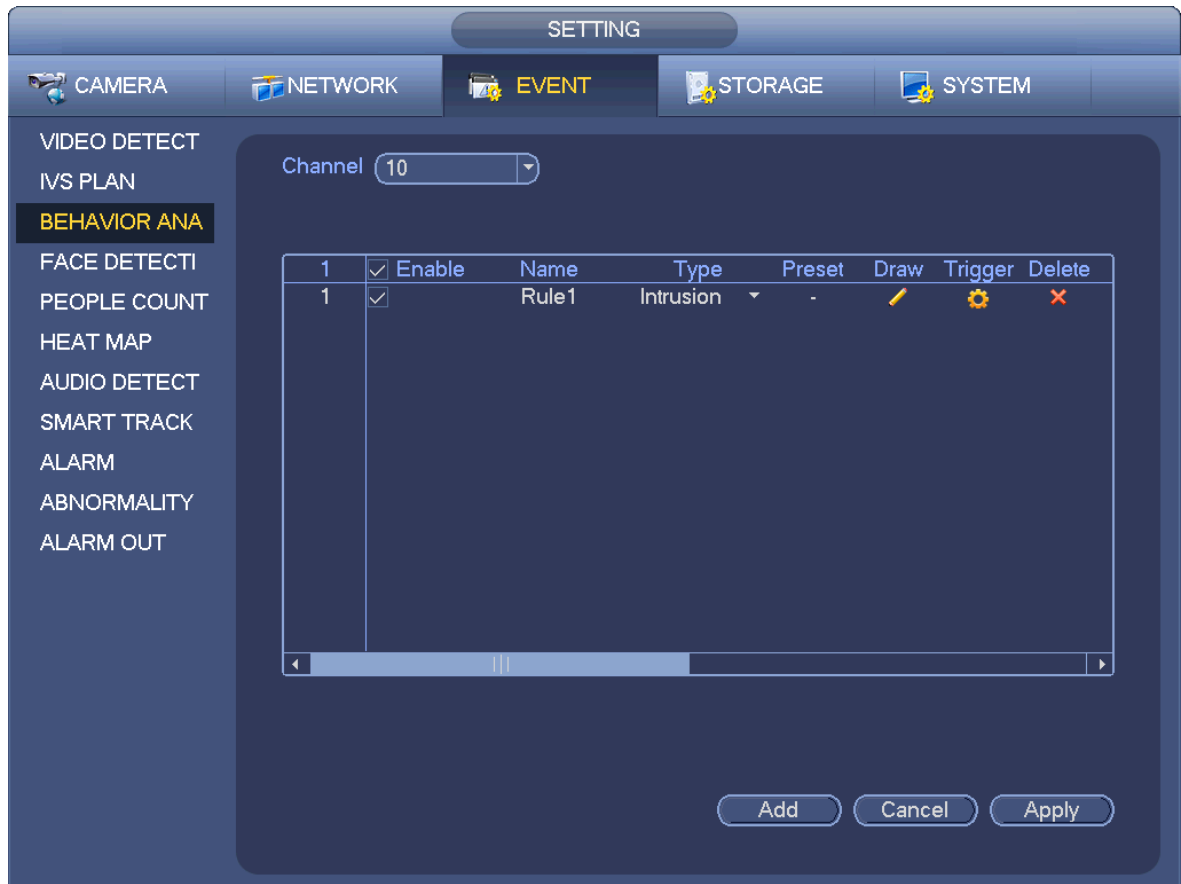 SETTING
CAMERA NETWORK EVENT STORAGE SYSTEM
VIDEO DETECT
IVS PLAN
BEHAVIOR ANA
FACE DETECTI
PEOPLE COUNT
HEAT MAP
AUDIO DETECT
SMART TRACK
ALARM
ABNORMALITY
ALARM OUT
Channel 10
1 Enable Name Type Preset Draw Trigger Delete
1 Rule1 Intrusion -
Add Cancel Apply